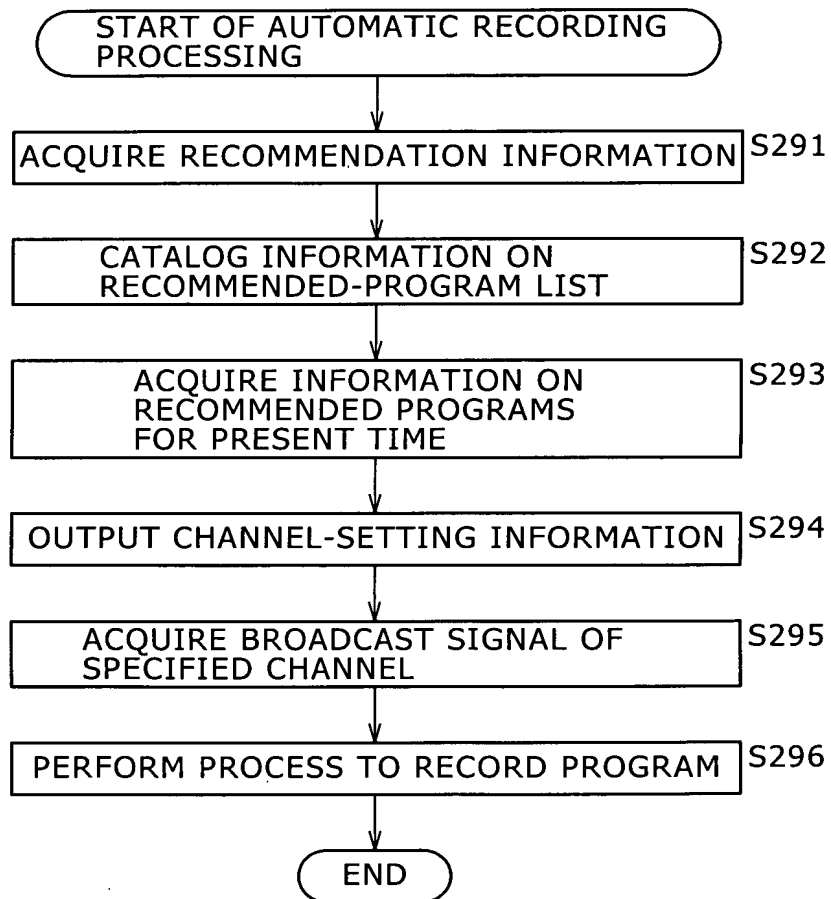 START OF AUTOMATIC RECORDING
PROCESSING
ACQUIRE RECOMMENDATION INFORMATION
S291
CATALOG INFORMATION ON
RECOMMENDED-PROGRAM LIST
S292
ACQUIRE INFORMATION ON
RECOMMENDED PROGRAMS
FOR PRESENT TIME
S293
OUTPUT CHANNEL-SETTING INFORMATION
S294
ACQUIRE BROADCAST SIGNAL OF
SPECIFIED CHANNEL
S295
PERFORM PROCESS TO RECORD PROGRAM
S296
END